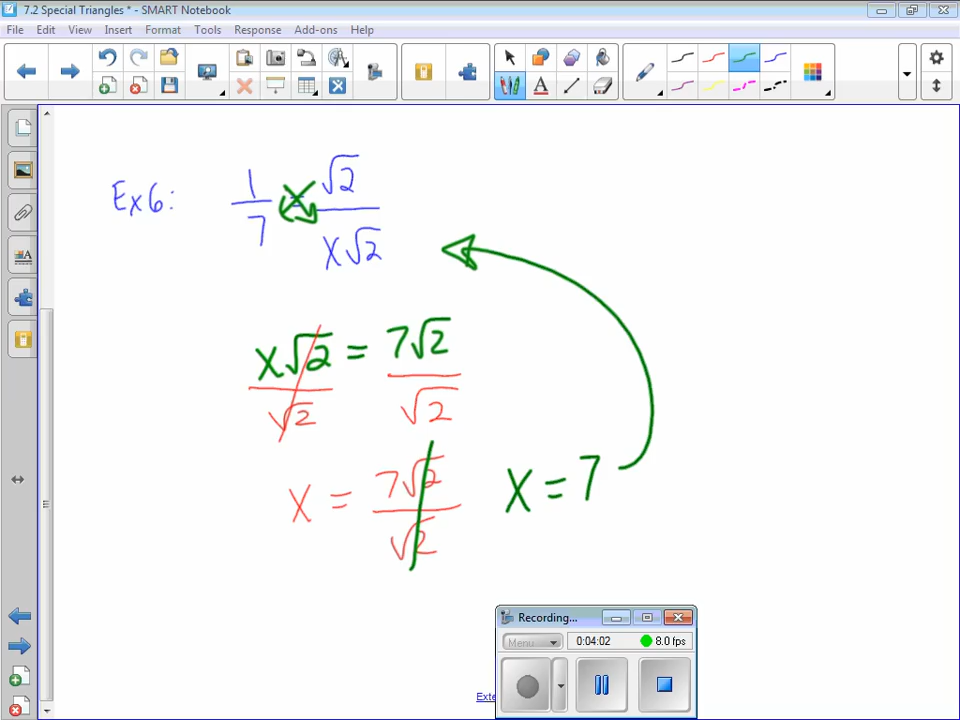 7.2 Special Triangles * - SMART Notebook
File Edit View Insert Format Tools Response Add-ons Help
Ex6: 1/7 = √2/x√2
x√2 = 7√2
√2 √2
x = 7√2/√2
x = 7
Recording...
Menu 0:04:02 8.0 fps
Exte